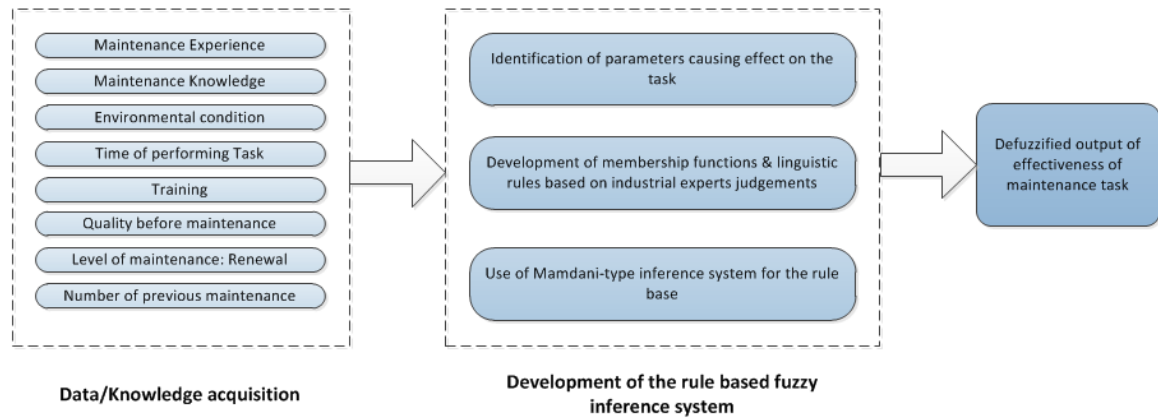 Maintenance Experience
Maintenance Knowledge
Environmental condition
Time of performing Task
Training
Quality before maintenance
Level of maintenance: Renewal
Number of previous maintenance
Data/Knowledge acquisition
Identification of parameters causing effect on the
task
Development of membership functions & linguistic
rules based on industrial experts judgements
Use of Mamdani-type inference system for the rule
base
Development of the rule based fuzzy
inference system
Defuzzified output of
effectiveness of
maintenance task